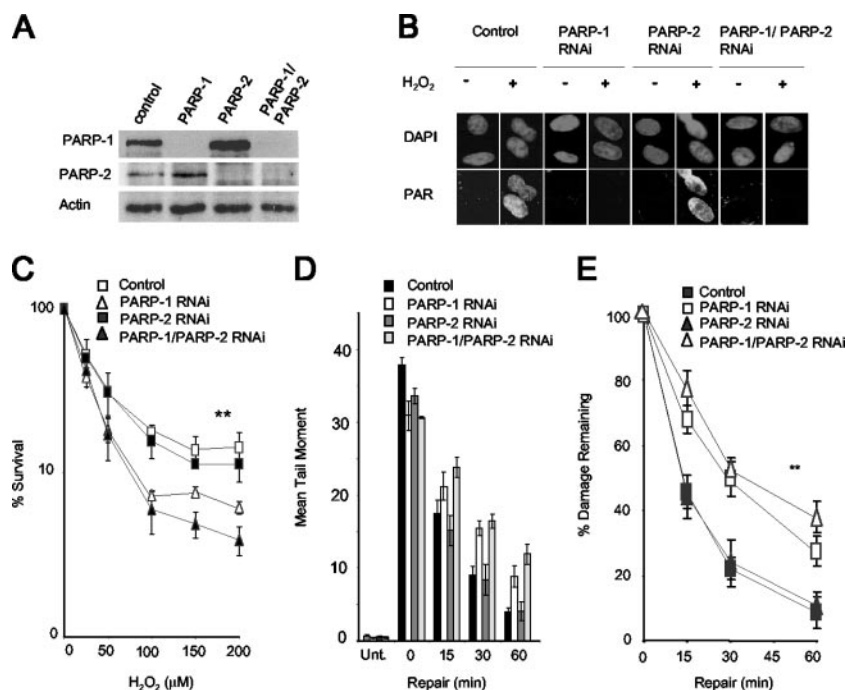 A
control
PARP-1
PARP-2
PARP-1/
PARP-2
PARP-1
PARP-2
Actin
B
Control
PARP-1
RNAi
PARP-2
RNAi
PARP-1/ PARP-2
RNAi
H₂O₂ - + - + - + - +
DAPI
PAR
C
Control
PARP-1 RNAi
PARP-2 RNAi
PARP-1/PARP-2 RNAi
100
10
0
**
% Survival
0 50 100 150 200
H₂O₂ (μM)
D
Control
PARP-1 RNAi
PARP-2 RNAi
PARP-1/PARP-2 RNAi
40
30
20
10
0
Mean Tail Moment
Unt. 0 15 30 60
Repair (min)
E
Control
PARP-1 RNAi
PARP-2 RNAi
PARP-1/PARP-2 RNAi
100
80
60
40
20
0
**
% Damage Remaining
0 15 30 45 60
Repair (min)